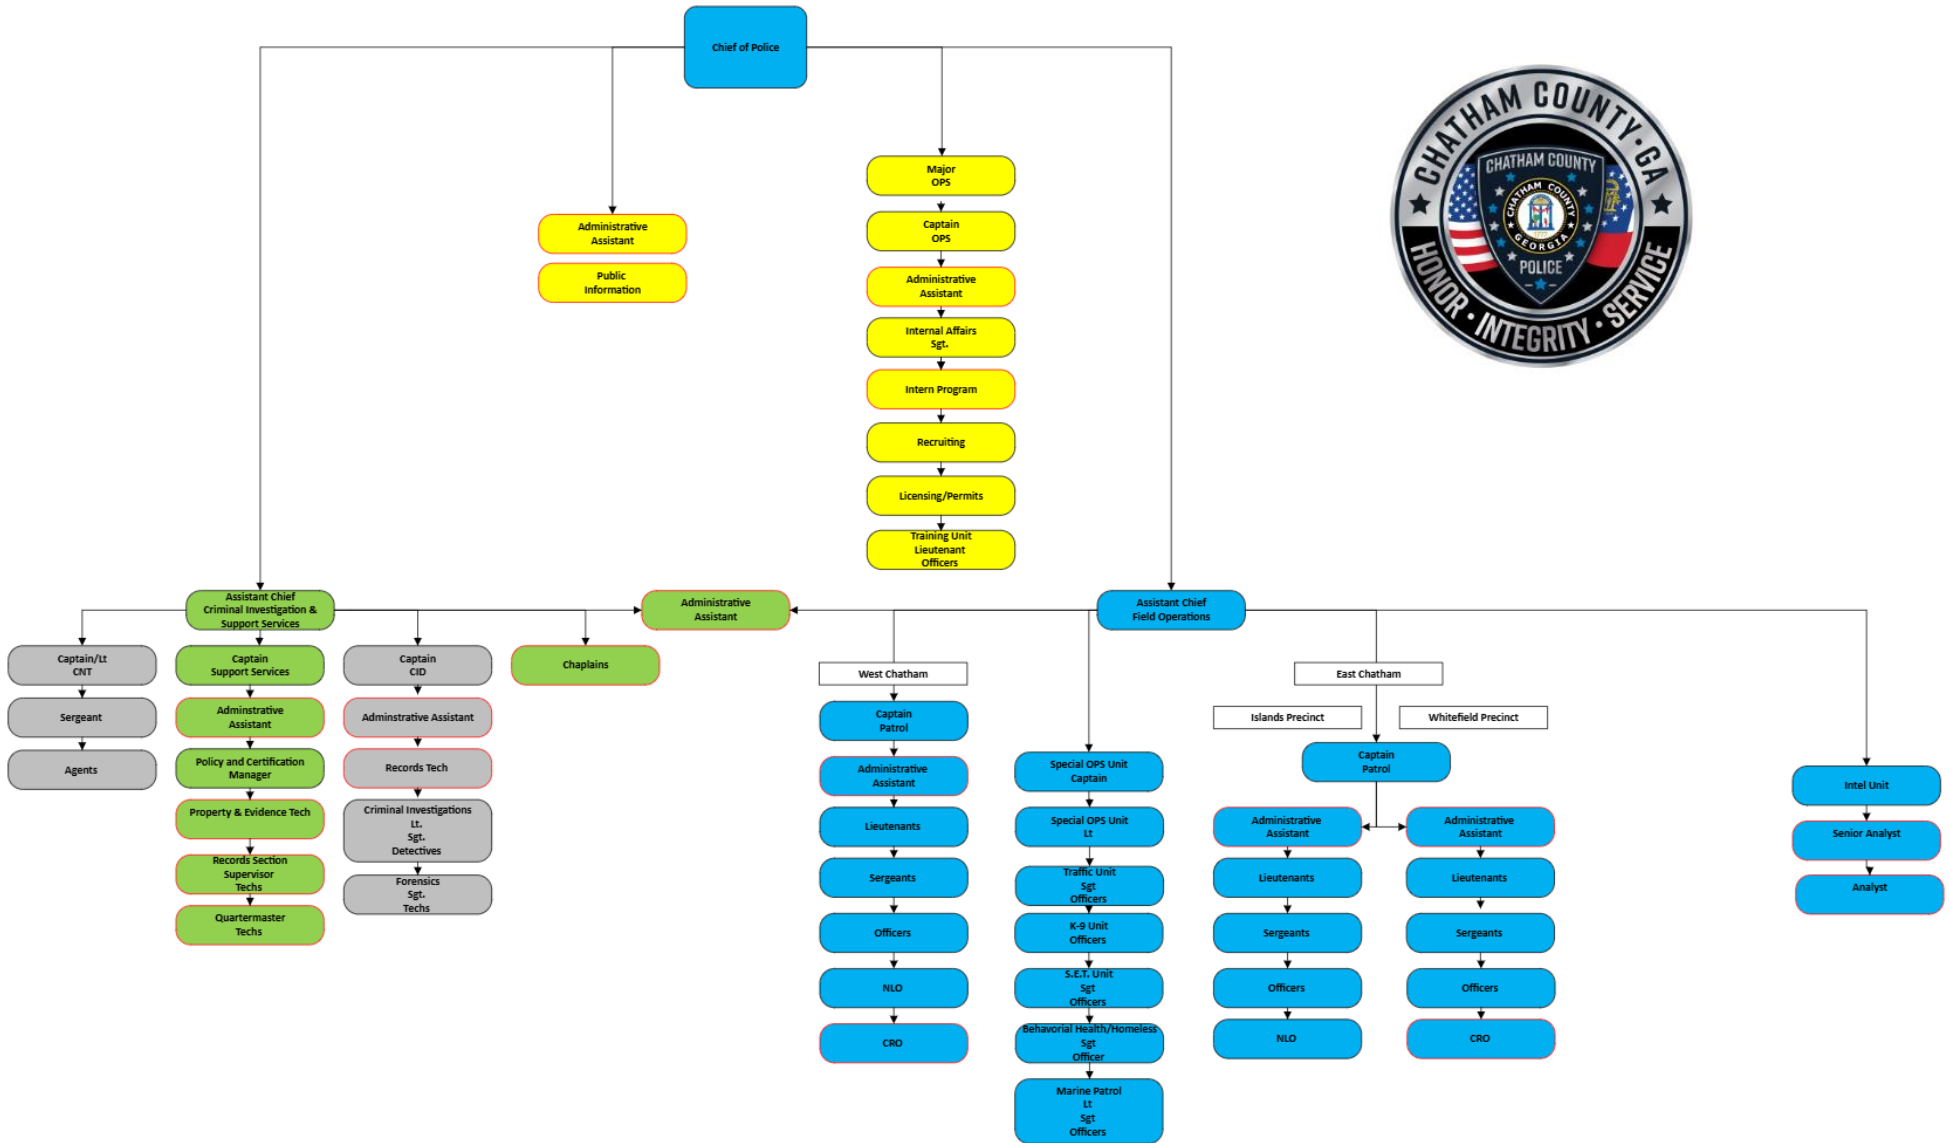 Chief of Police
CHATHAM COUNTY • GA
CHATHAM COUNTY
CHATHAM COUNTY
GEORGIA
POLICE
HONOR • INTEGRITY • SERVICE
Major
OPS
Captain
OPS
Administrative
Assistant
Internal Affairs
Sgt.
Intern Program
Recruiting
Licensing/Permits
Training Unit
Lieutenant
Officers
Administrative
Assistant
Public
Information
Assistant Chief
Criminal Investigation &
Support Services
Administrative
Assistant
Assistant Chief
Field Operations
Captain/Lt
CNT
Sergeant
Agents
Captain
Support Services
Adminstrative
Assistant
Policy and Certification
Manager
Property & Evidence Tech
Records Section
Supervisor
Techs
Quartermaster
Techs
Captain
CID
Adminstrative Assistant
Records Tech
Criminal Investigations
Lt.
Sgt.
Detectives
Forensics
Sgt.
Techs
Chaplains
West Chatham
Captain
Patrol
Administrative
Assistant
Lieutenants
Sergeants
Officers
NLO
CRO
Special OPS Unit
Captain
Special OPS Unit
Lt
Traffic Unit
Sgt
Officers
K-9 Unit
Officers
S.E.T. Unit
Sgt
Officers
Behavorial Health/Homeless
Sgt
Officer
Marine Patrol
Lt
Sgt
Officers
East Chatham
Islands Precinct
Whitefield Precinct
Captain
Patrol
Administrative
Assistant
Lieutenants
Sergeants
Officers
NLO
Administrative
Assistant
Lieutenants
Sergeants
Officers
CRO
Intel Unit
Senior Analyst
Analyst